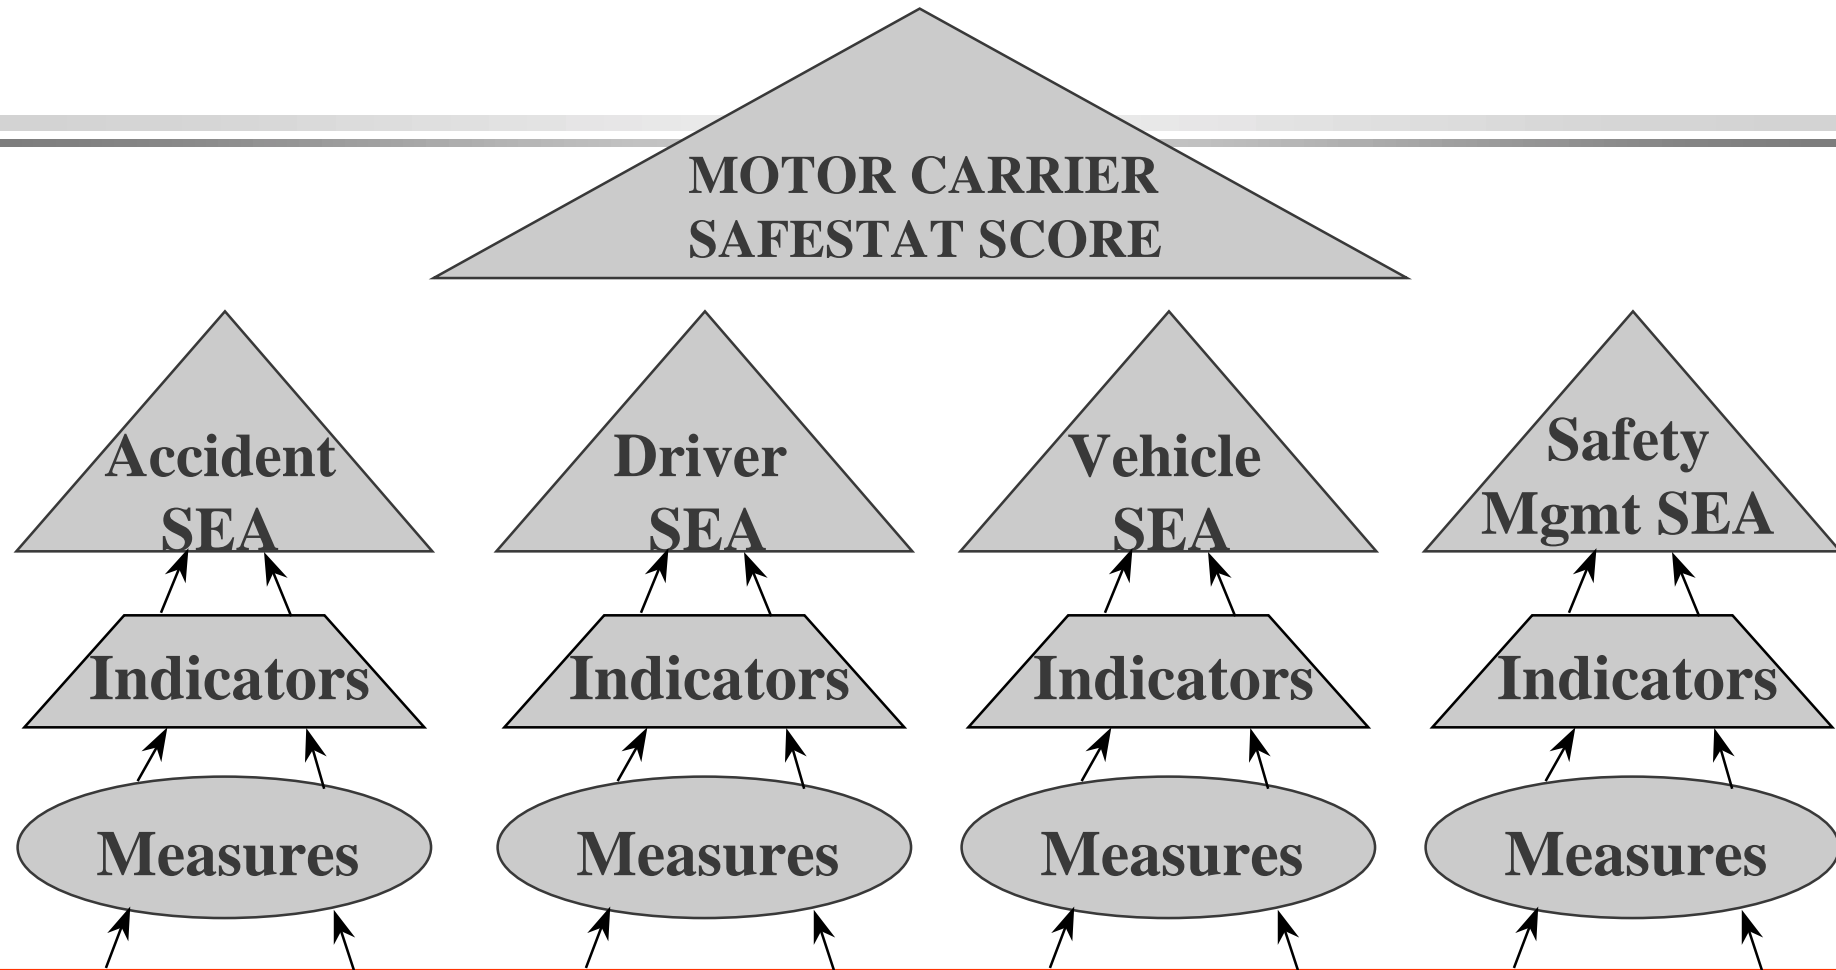 MOTOR CARRIER
SAFESTAT SCORE
Accident
SEA
Driver
SEA
Vehicle
SEA
Safety
Mgmt SEA
Indicators
Indicators
Indicators
Indicators
Measures
Measures
Measures
Measures